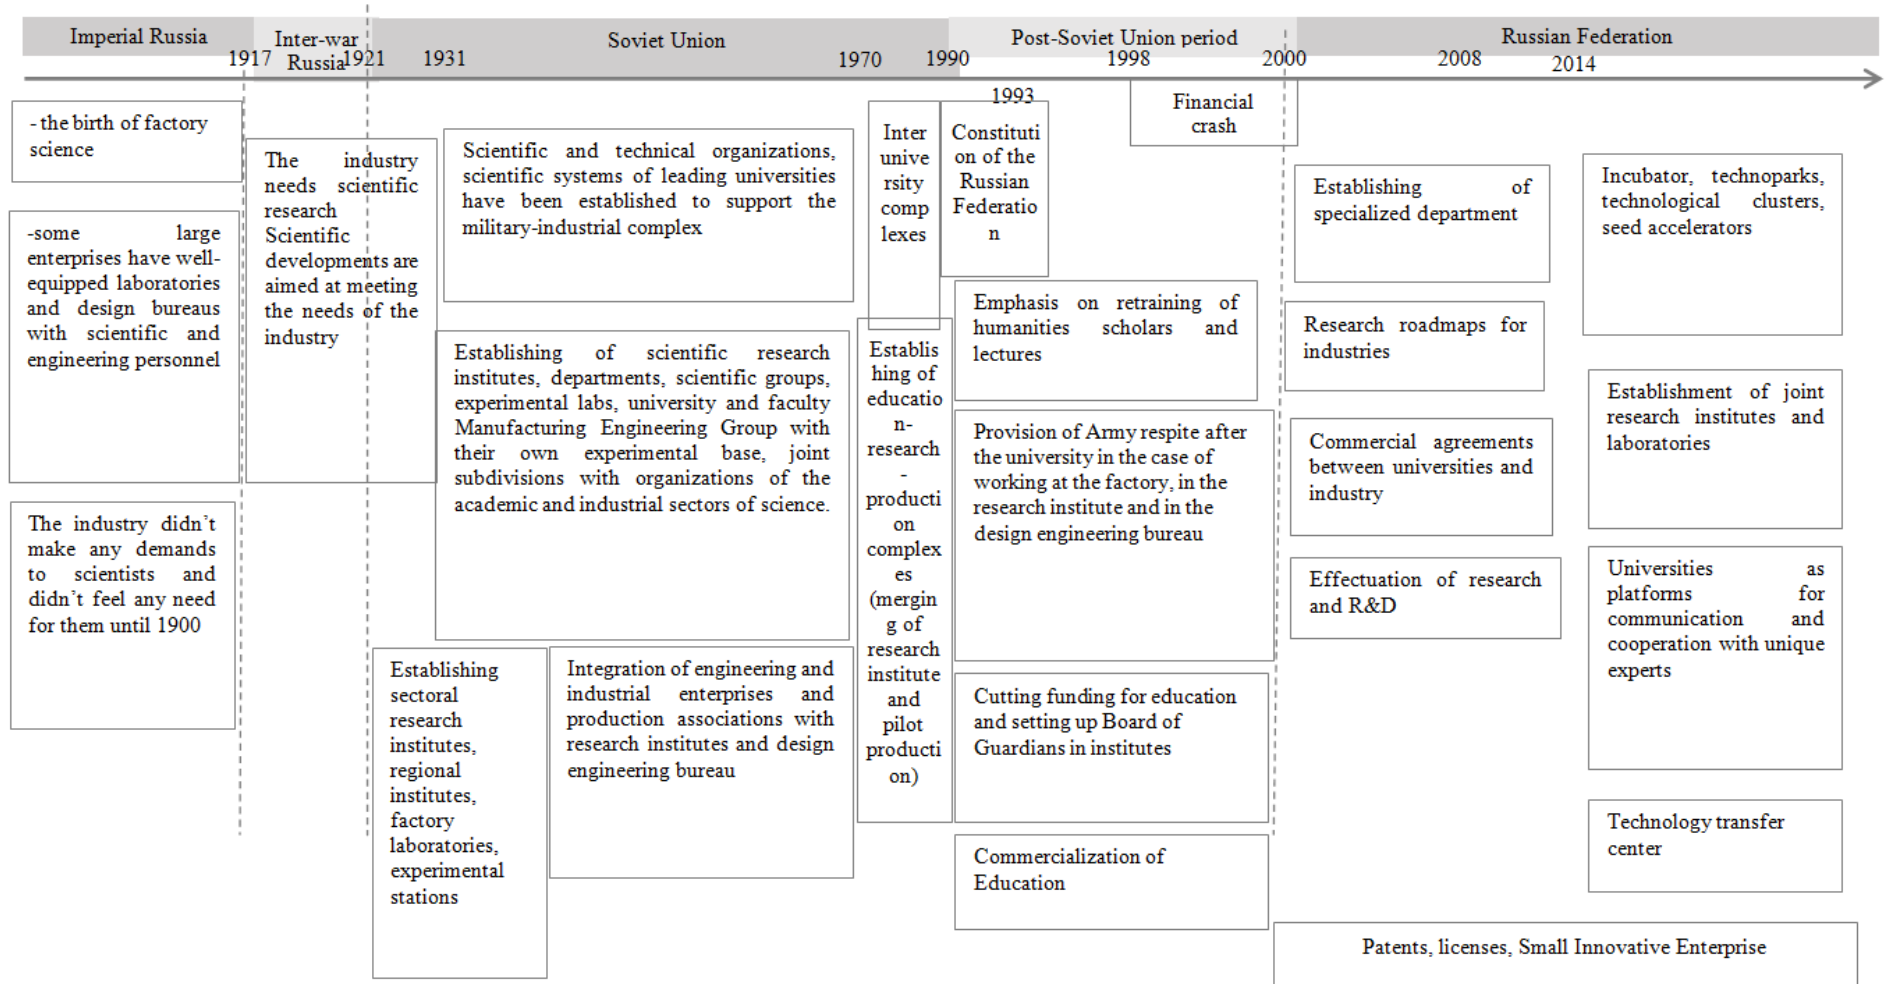 Imperial Russia
Inter-war
Russia
Soviet Union
Post-Soviet Union period
Russian Federation
1917
1921
1931
1970
1990
1998
2000
2008
2014
1993
- the birth of factory
science
-some large
enterprises have well-
equipped laboratories
and design bureaus
with scientific and
engineering personnel
The industry didn't
make any demands
to scientists and
didn't feel any need
for them until 1900
The industry
needs scientific
research
Scientific
developments are
aimed at meeting
the needs of the
industry
Scientific and technical organizations,
scientific systems of leading universities
have been established to support the
military-industrial complex
Establishing of scientific research
institutes, departments, scientific groups,
experimental labs, university and faculty
Manufacturing Engineering Group with
their own experimental base, joint
subdivisions with organizations of the
academic and industrial sectors of science.
Establishing
sectoral
research
institutes,
regional
institutes,
factory
laboratories,
experimental
stations
Integration of engineering and
industrial enterprises and
production associations with
research institutes and design
engineering bureau
Inter
unive
rsity
comp
lexes
Establis
hing of
educatio
n-
research
-
producti
on
complex
es
(mergin
g of
research
institute
and
pilot
producti
on)
Constituti
on of the
Russian
Federatio
n
Financial
crash
Emphasis on retraining of
humanities scholars and
lectures
Provision of Army respite after
the university in the case of
working at the factory, in the
research institute and in the
design engineering bureau
Cutting funding for education
and setting up Board of
Guardians in institutes
Commercialization of
Education
Establishing of
specialized department
Research roadmaps for
industries
Commercial agreements
between universities and
industry
Effectuation of research
and R&D
Incubator, technoparks,
technological clusters,
seed accelerators
Establishment of joint
research institutes and
laboratories
Universities as
platforms for
communication and
cooperation with unique
experts
Technology transfer
center
Patents, licenses, Small Innovative Enterprise